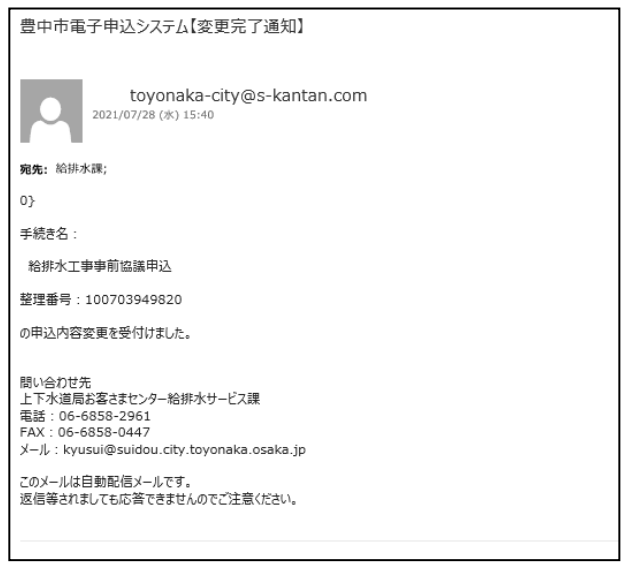 豊中市電子申込システム【変更完了通知】
toyonaka-city@s-kantan.com
2021/07/28 (水) 15:40
宛先: 給排水課;
0}
手続き名:
給排水工事事前協議申込
整理番号:100703949820
の申込内容変更を受付けました。
問い合わせ先
上下水道局お客さまセンター給排水サービス課
電話:06-6858-2961
FAX:06-6858-0447
メール:kyusui@suidou.city.toyonaka.osaka.jp
このメールは自動配信メールです。
返信等されましても応答できませんのでご注意ください。